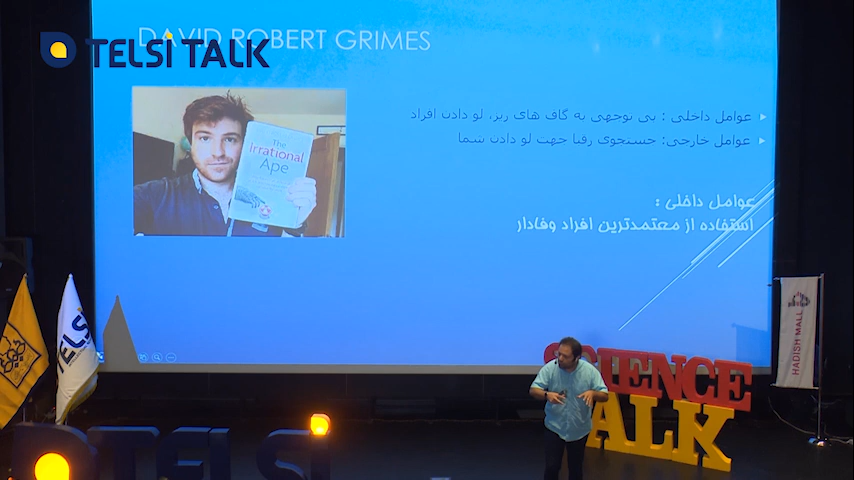 DAVID ROBERT GRIMES
TELSI TALK
عوامل داخلی : بی توجهی به گاف های ریز، لو دادن افراد
عوامل خارجی: جستجوی رقبا جهت لو دادن شما
The
Irrational
Ape
عوامل داخلی :
استفاده از معتمدترین افراد وفادار
TELSI
HADISH MALL
SCIENCE
TALK
TELSI